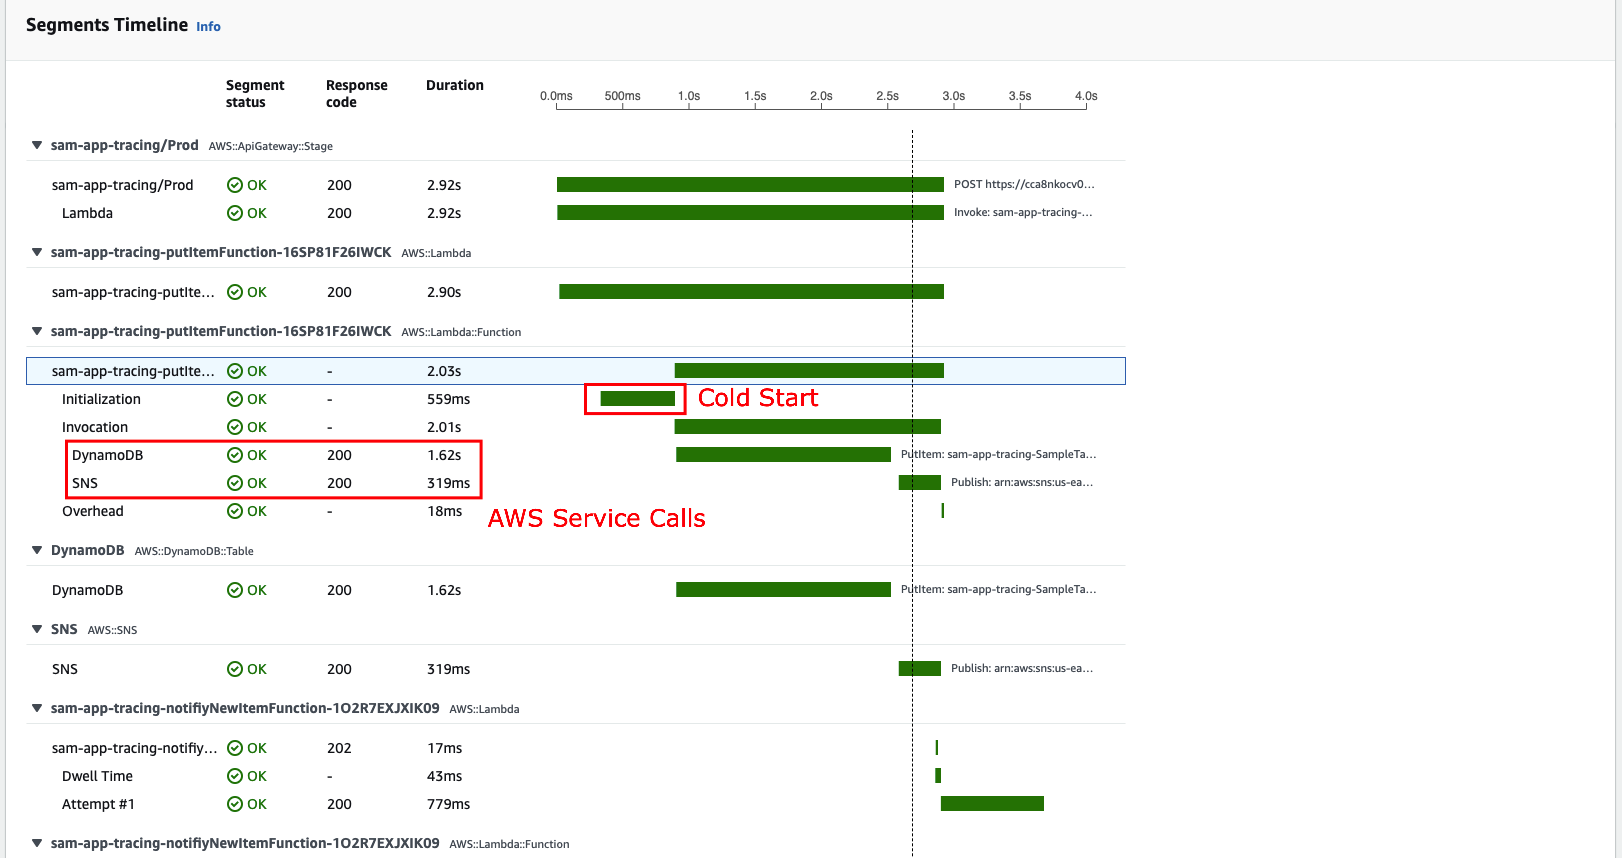 Segments Timeline Info
Segment status Response code Duration
0.0ms 500ms 1.0s 1.5s 2.0s 2.5s 3.0s 3.5s 4.0s
sam-app-tracing/Prod AWS::ApiGateway::Stage
sam-app-tracing/Prod OK 200 2.92s POST https://cca8nkocv0...
Lambda OK 200 2.92s Invoke: sam-app-tracing-...
sam-app-tracing-putItemFunction-16SP81F26IWCK AWS::Lambda
sam-app-tracing-putIte... OK 200 2.90s
sam-app-tracing-putItemFunction-16SP81F26IWCK AWS::Lambda::Function
sam-app-tracing-putIte... OK - 2.03s
Initialization OK - 559ms Cold Start
Invocation OK - 2.01s
DynamoDB OK 200 1.62s PutItem: sam-app-tracing-SampleTa...
SNS OK 200 319ms Publish: arn:aws:sns:us-ea...
Overhead OK - 18ms AWS Service Calls
DynamoDB AWS::DynamoDB::Table
DynamoDB OK 200 1.62s PutItem: sam-app-tracing-SampleTa...
SNS AWS::SNS
SNS OK 200 319ms Publish: arn:aws:sns:us-ea...
sam-app-tracing-notifiyNewItemFunction-1O2R7EXJXIK09 AWS::Lambda
sam-app-tracing-notifiy... OK 202 17ms
Dwell Time OK - 43ms
Attempt #1 OK 200 779ms
sam-app-tracing-notifiyNewItemFunction-1O2R7EXJXIK09 AWS::Lambda::Function